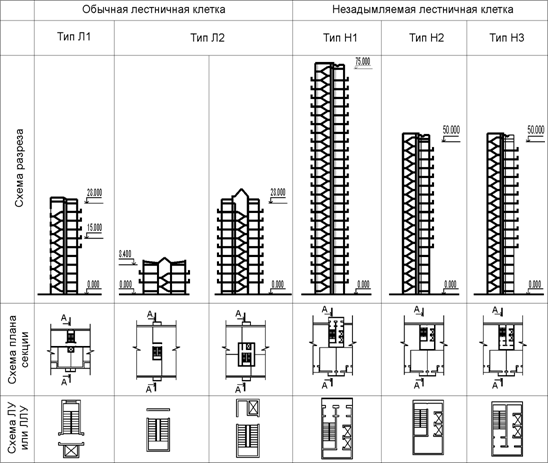 Обычная лестничная клетка
Незадымляемая лестничная клетка
Тип Л1
Тип Л2
Тип Н1
Тип Н2
Тип Н3
Схема разреза
28.000
15.000
0.000
8.400
0.000
28.000
0.000
75.000
0.000
50.000
0.000
50.000
0.000
Схема плана
секции
А
А
А
А
А
А
А
А
А
А
А
А
Схема ЛУ
или ЛЛУ